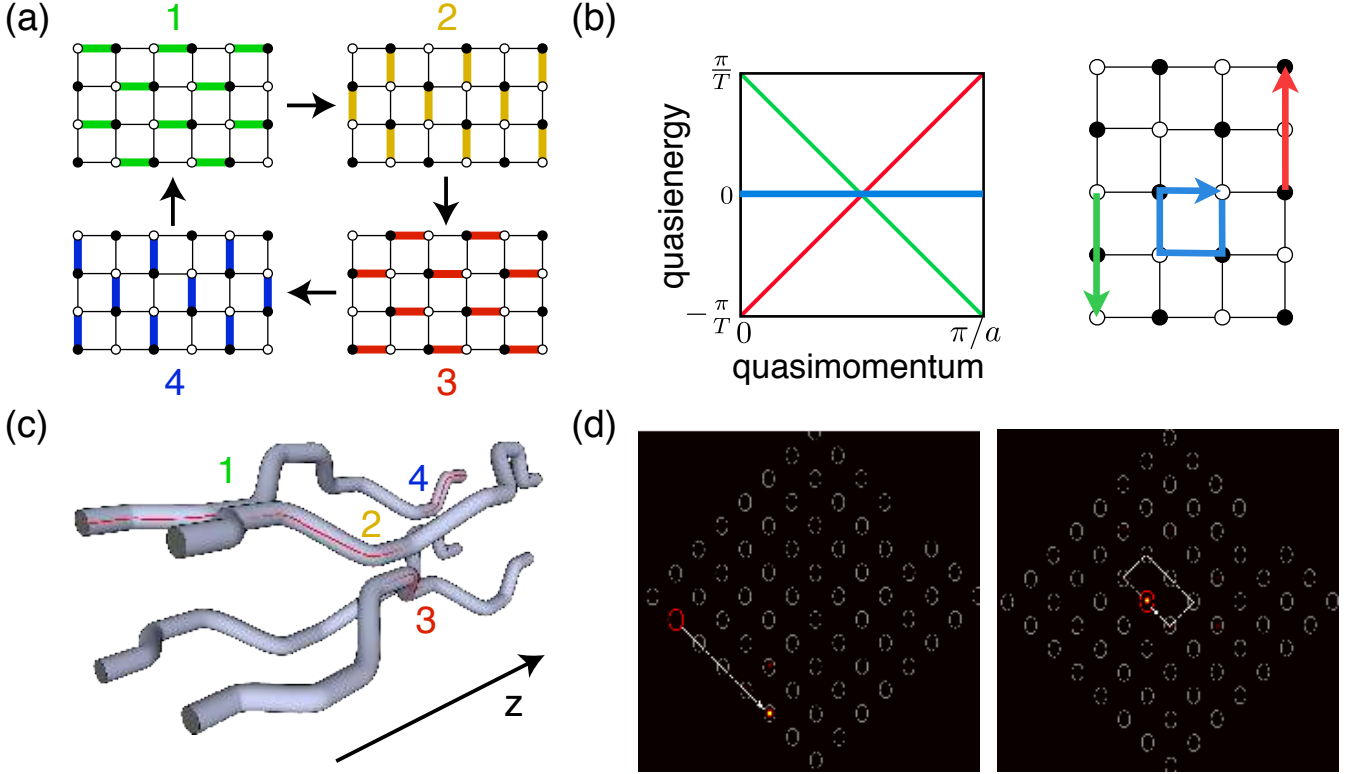 (a)
1
2
4
3
(b)
quasienergy
π/T
0
−π/T
0
π/a
quasimomentum
(c)
1
4
2
3
z
(d)